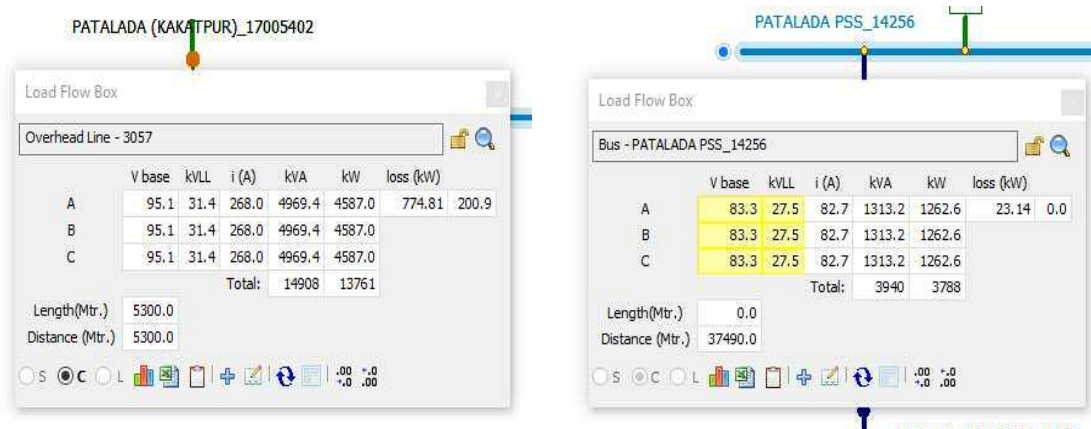 PATALADA (KAKATPUR)_17005402
Load Flow Box
Overhead Line - 3057
V base kVLL i (A) kVA kW loss (kW)
A 95.1 31.4 268.0 4969.4 4587.0 774.81 200.9
B 95.1 31.4 268.0 4969.4 4587.0
C 95.1 31.4 268.0 4969.4 4587.0
Total: 14908 13761
Length(Mtr.) 5300.0
Distance (Mtr.) 5300.0
S C L .00 +.0 +.0 .00
PATALADA PSS_14256
Load Flow Box
Bus - PATALADA PSS_14256
V base kVLL i (A) kVA kW loss (kW)
A 83.3 27.5 82.7 1313.2 1262.6 23.14 0.0
B 83.3 27.5 82.7 1313.2 1262.6
C 83.3 27.5 82.7 1313.2 1262.6
Total: 3940 3788
Length(Mtr.) 0.0
Distance (Mtr.) 37490.0
S C L .00 +.0 +.0 .00